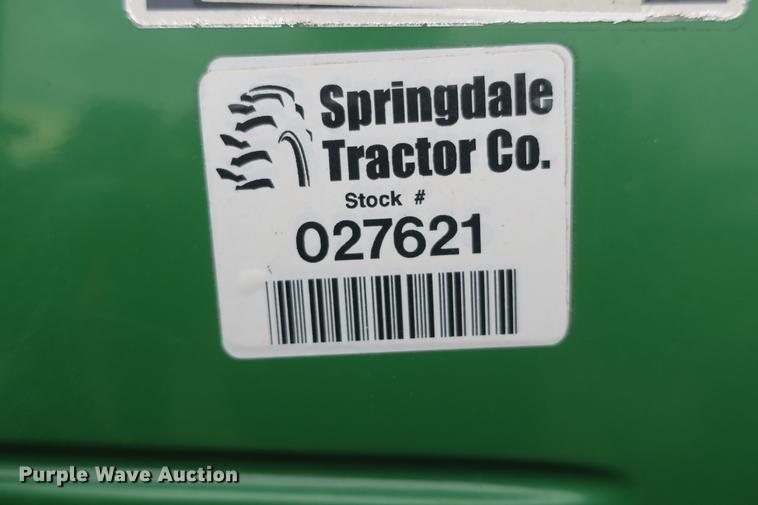 Springdale
Tractor Co.
Stock #
027621
Purple Wave Auction